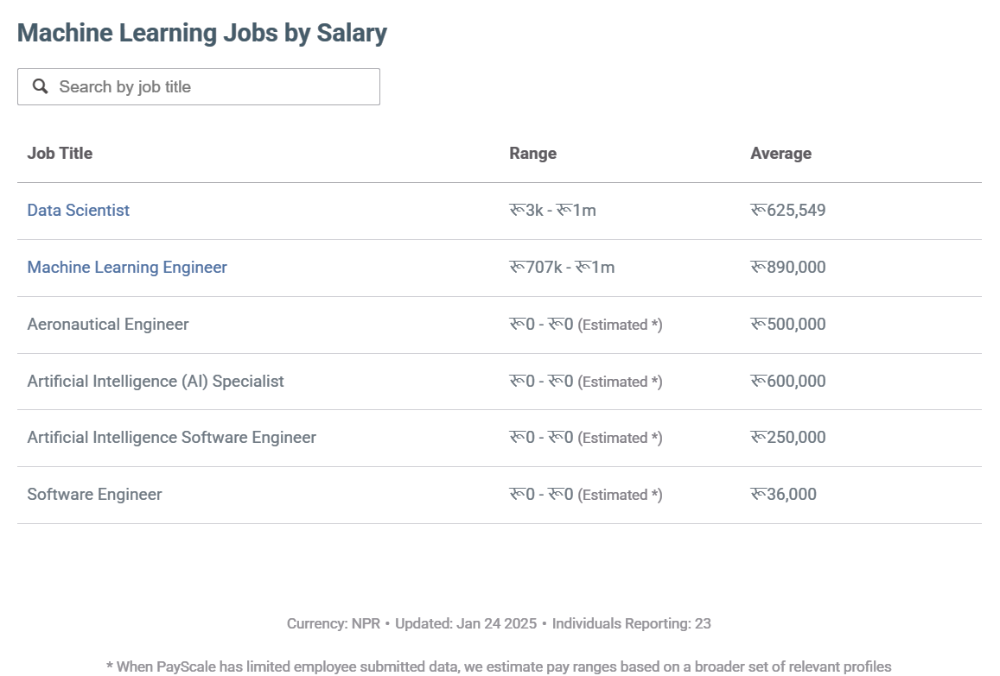 Machine Learning Jobs by Salary
Search by job title
Job Title Range Average
Data Scientist रू3k - रू1m रू625,549
Machine Learning Engineer रू707k - रू1m रू890,000
Aeronautical Engineer रू0 - रू0 (Estimated *) रू500,000
Artificial Intelligence (AI) Specialist रू0 - रू0 (Estimated *) रू600,000
Artificial Intelligence Software Engineer रू0 - रू0 (Estimated *) रू250,000
Software Engineer रू0 - रू0 (Estimated *) रू36,000
Currency: NPR • Updated: Jan 24 2025 • Individuals Reporting: 23
* When PayScale has limited employee submitted data, we estimate pay ranges based on a broader set of relevant profiles